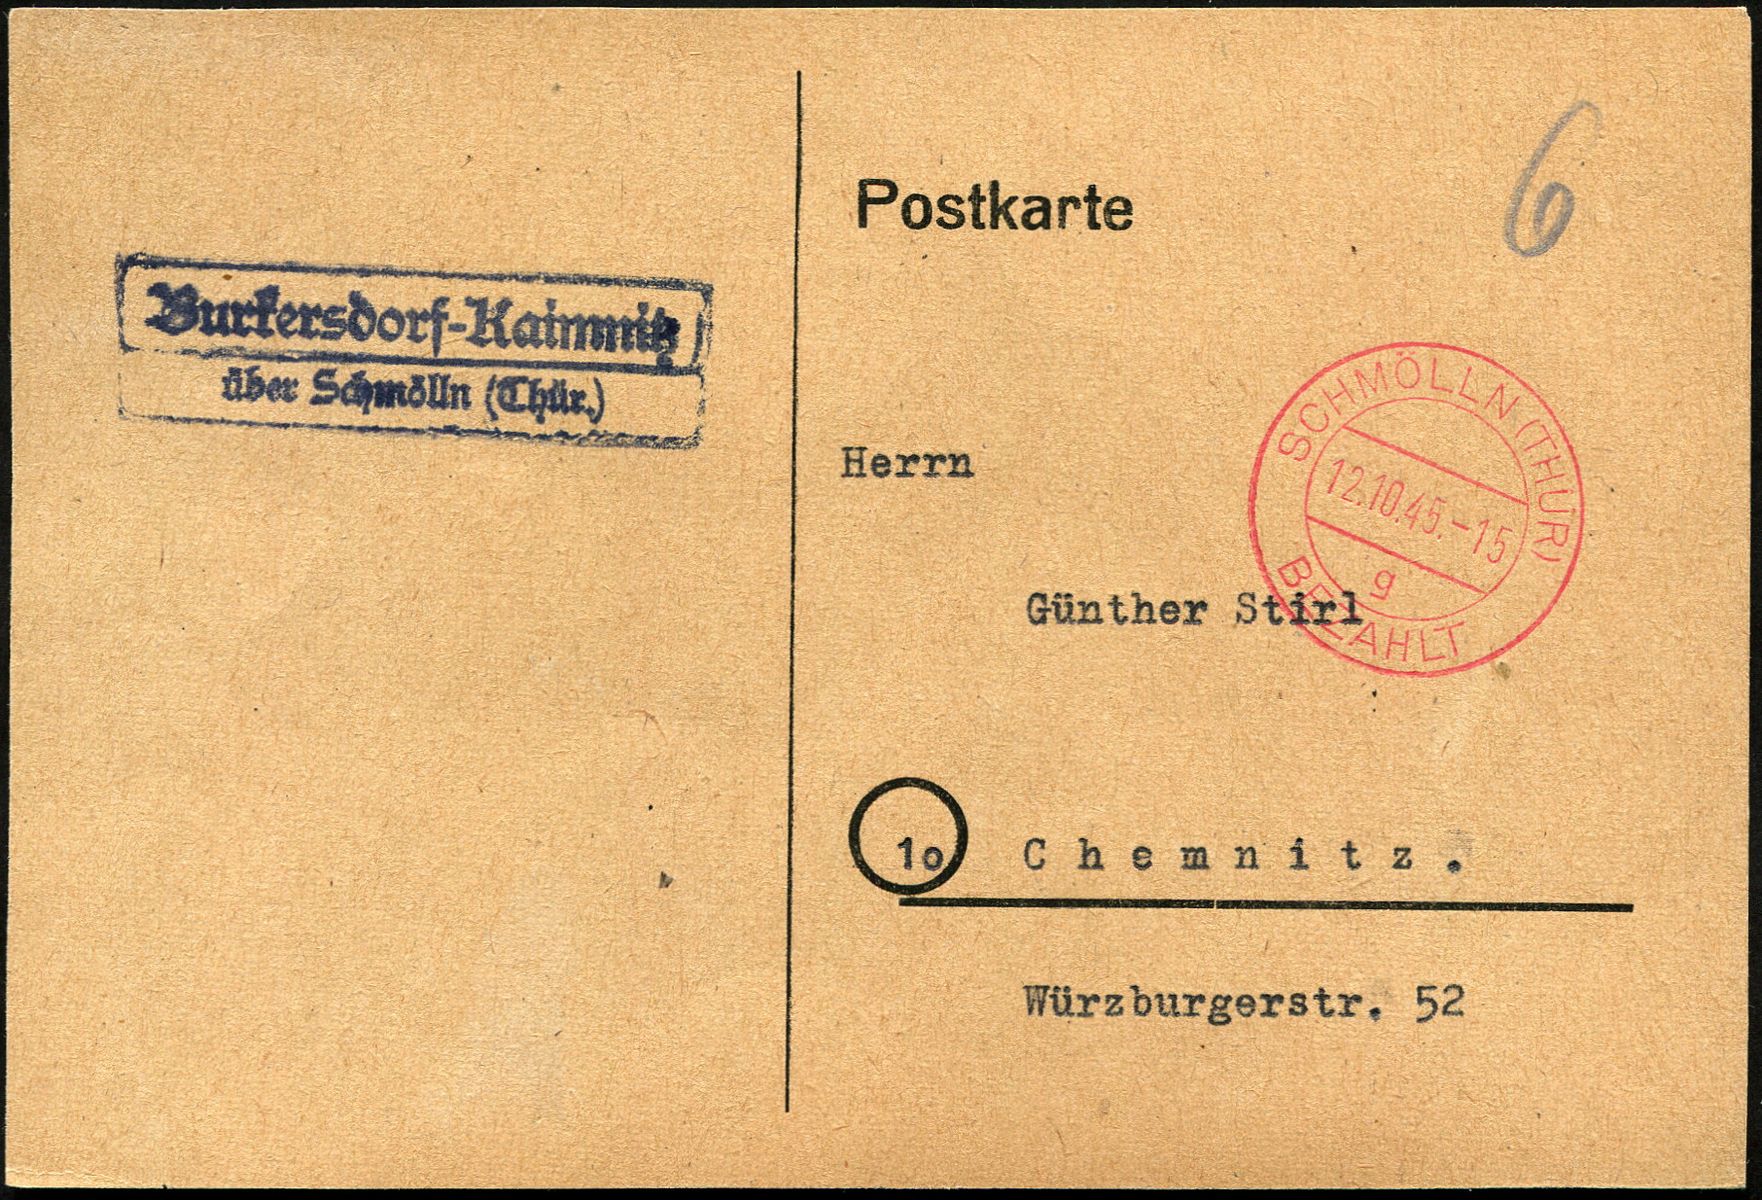 Postkarte
6
Burkersdorf-Kaimnitz
über Schmölln (Thür.)
SCHMÖLLN (THÜR)
12.10.45.-15
g
BEZAHLT
Herrn
Günther Stirl
1o Chemnitz.
Würzburgerstr. 52